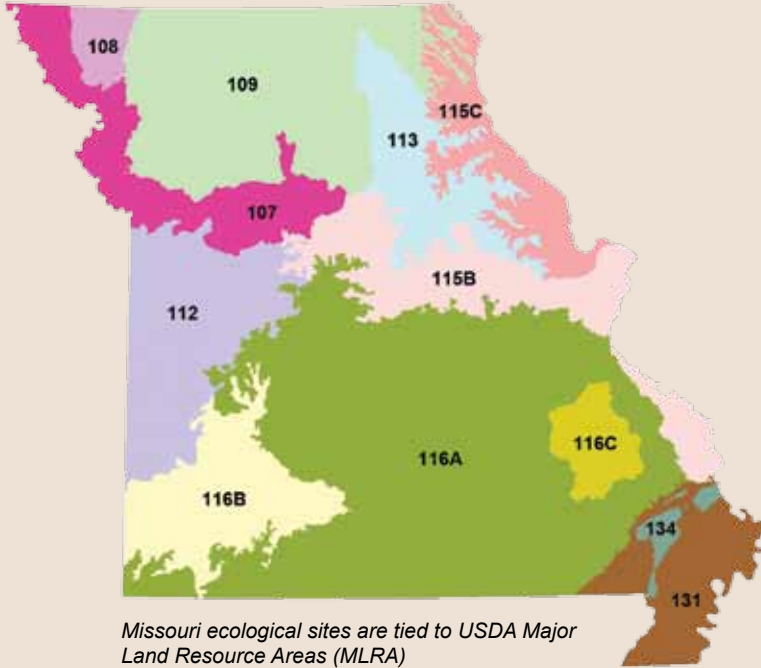 108
109
115C
113
107
115B
112
116C
116A
116B
134
131
Missouri ecological sites are tied to USDA Major
Land Resource Areas (MLRA)